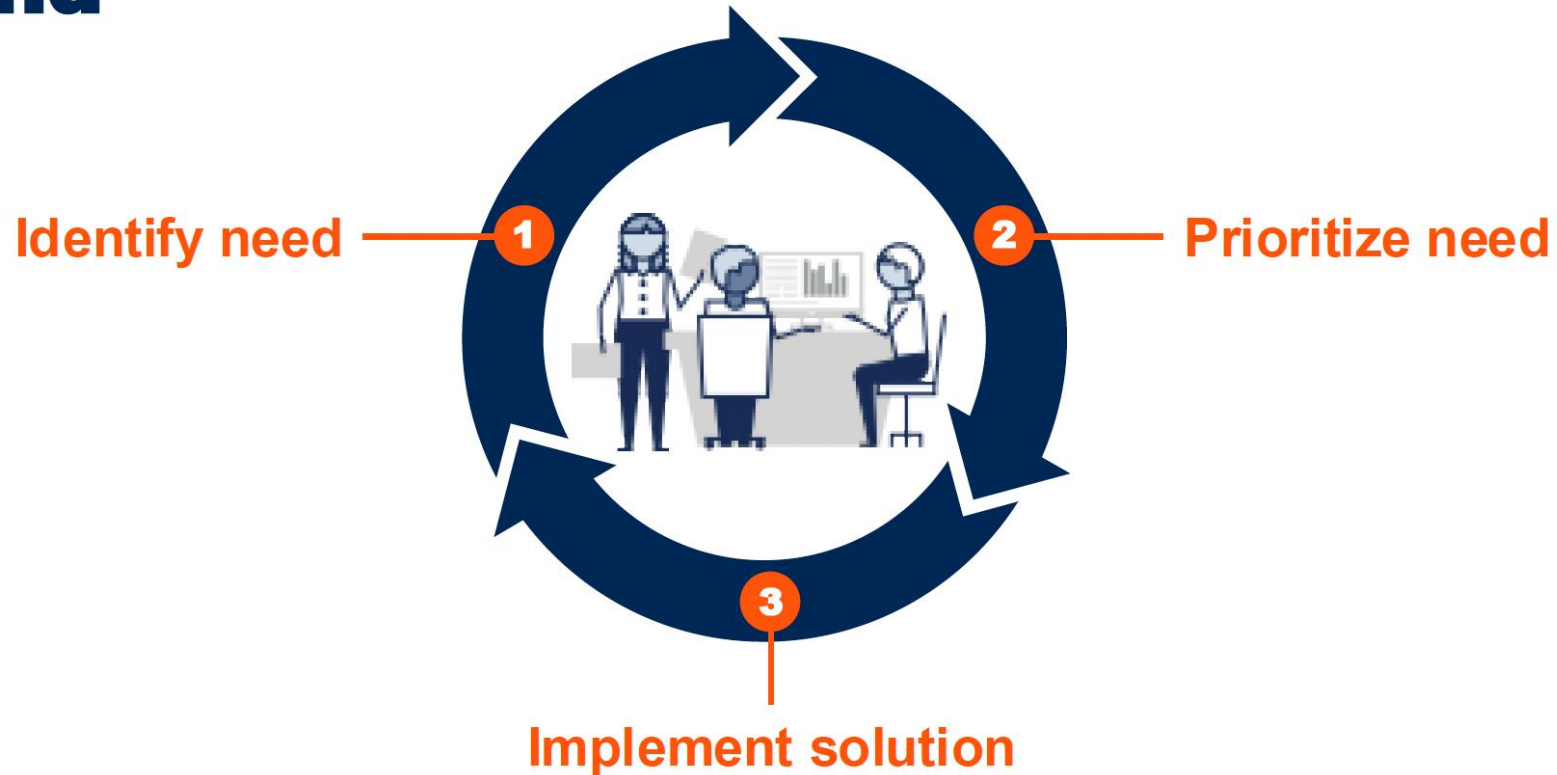 1
2
Identify need
Prioritize need
3
Implement solution